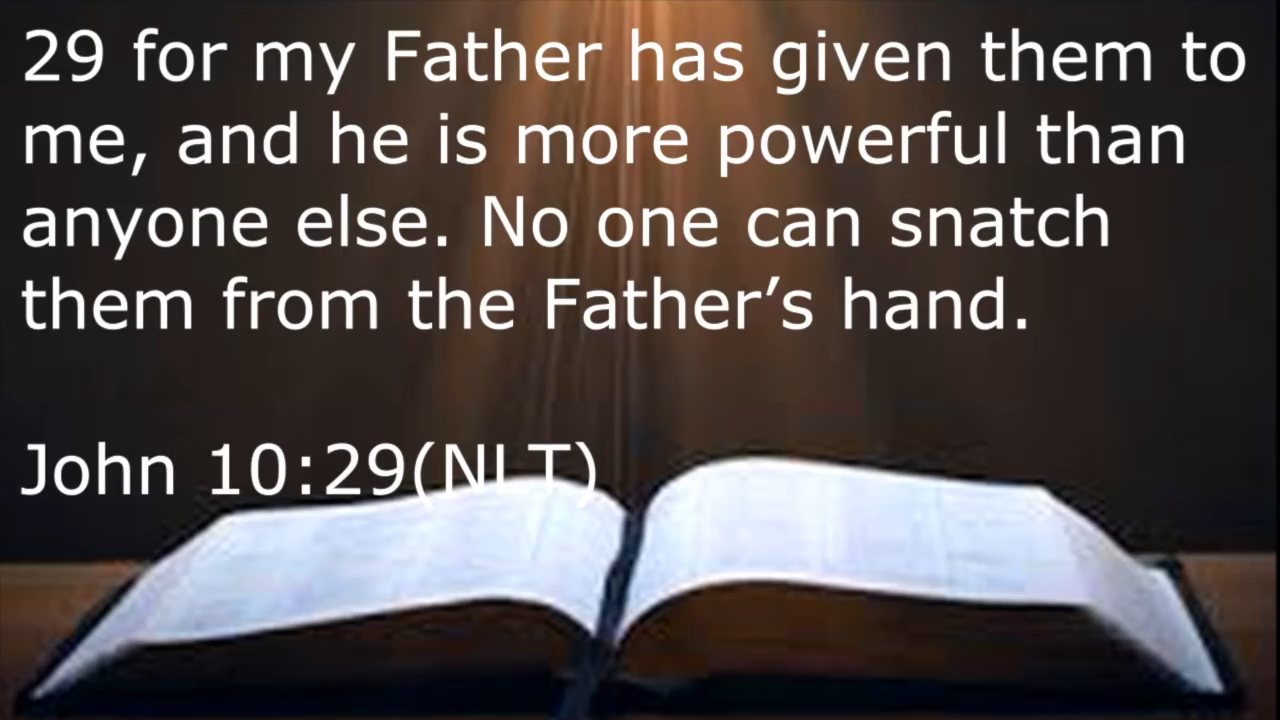 29 for my Father has given them to
me, and he is more powerful than
anyone else. No one can snatch
them from the Father’s hand.
John 10:29(NLT)